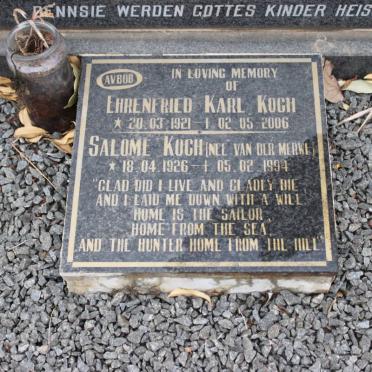 DENNSIE WERDEN GOTTES KINDER HEIS
AVBOB
IN LOVING MEMORY
OF
EHRENFRIED KARL KOCH
* 20.03.1921 - † 02.05.2006
SALOMÉ KOCH (NEE VAN DER MERWE)
* 18.04.1926 - † 05.02.1994
"GLAD DID I LIVE AND GLADLY DIE
AND I LAID ME DOWN WITH A WILL
HOME IS THE SAILOR,
HOME FROM THE SEA,
AND THE HUNTER HOME FROM THE HILL"